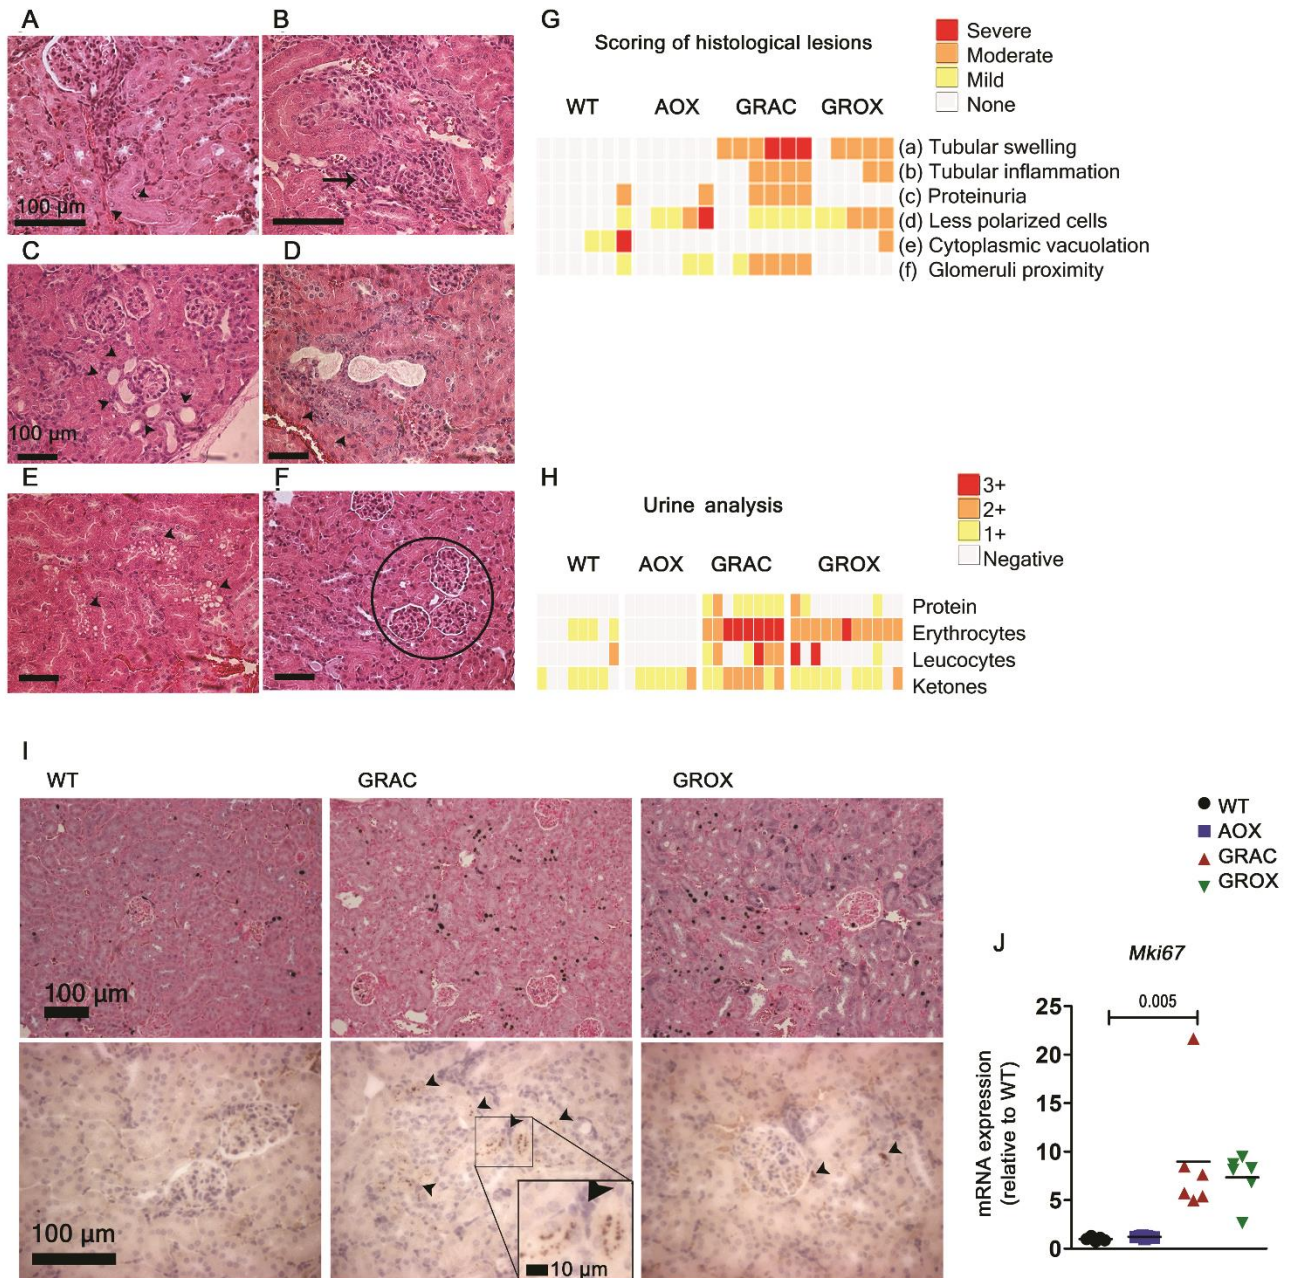 A
B
100 µm
C
D
100 µm
E
F
G
Scoring of histological lesions
Severe
Moderate
Mild
None
WT AOX GRAC GROX
(a) Tubular swelling
(b) Tubular inflammation
(c) Proteinuria
(d) Less polarized cells
(e) Cytoplasmic vacuolation
(f) Glomeruli proximity
H
Urine analysis
3+
2+
1+
Negative
WT AOX GRAC GROX
Protein
Erythrocytes
Leucocytes
Ketones
I
WT GRAC GROX
100 µm
100 µm
10 µm
WT
AOX
GRAC
GROX
J
Mki67
0.005
mRNA expression
(relative to WT)
25
20
15
10
5
0